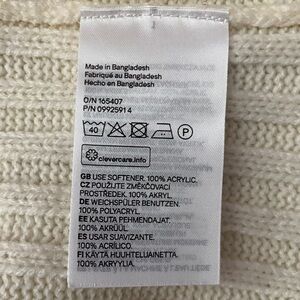 Made in Bangladesh
Fabriqué au Bangladesh
Hecho en Bangladesh
O/N 165407
P/N 09925914
40
P
clevercare.info
GB USE SOFTENER. 100% ACRYLIC.
CZ POUŽIJTE ZMĚKČOVACÍ
PROSTŘEDEK. 100% AKRYL.
DE WEICHSPÜLER BENUTZEN.
100% POLYACRYL.
EE KASUTA PEHMENDAJAT.
100% AKRÜÜL.
ES USAR SUAVIZANTE.
100% ACRÍLICO.
FI KÄYTÄ HUUHTELUAINETTA.
100% AKRYYLIA.